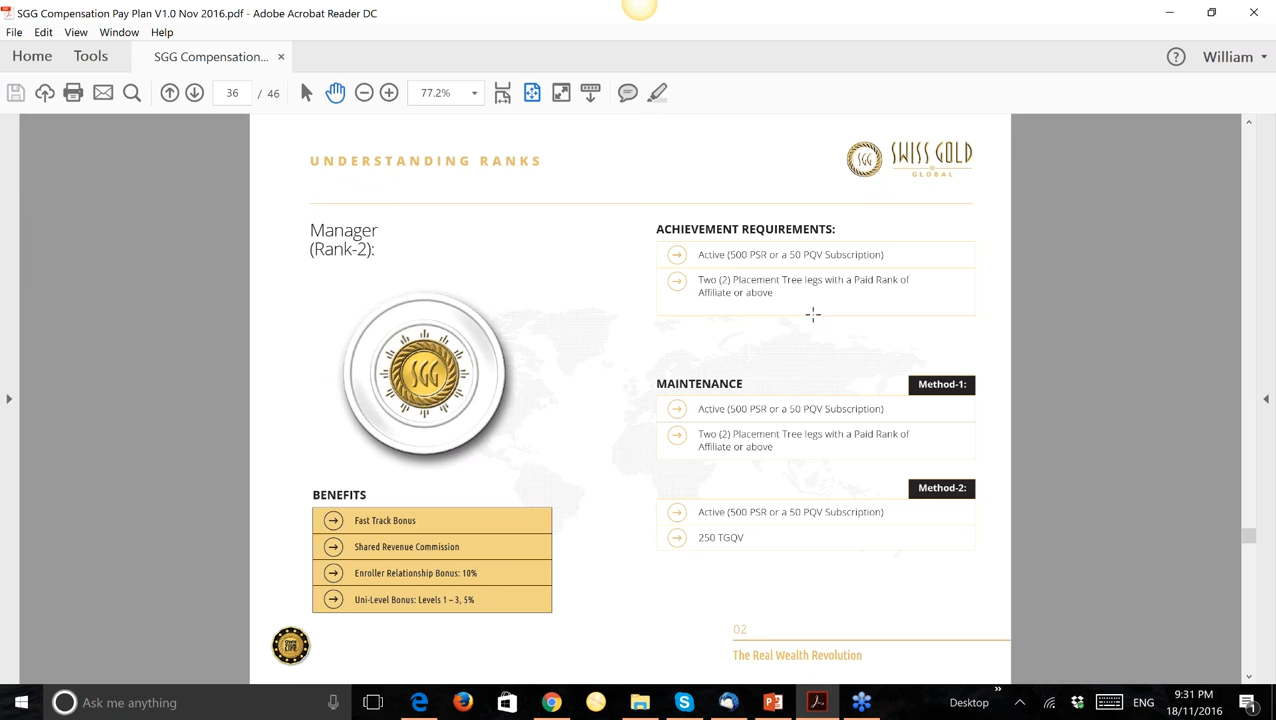 SGG Compensation Pay Plan V1.0 Nov 2016.pdf - Adobe Acrobat Reader DC
File Edit View Window Help
Home Tools SGG Compensation... × William
36 / 46 77.2%
UNDERSTANDING RANKS
SGG SWISS GOLD
GLOBAL
Manager
(Rank-2):
ACHIEVEMENT REQUIREMENTS:
Active (500 PSR or a 50 PQV Subscription)
Two (2) Placement Tree legs with a Paid Rank of
Affiliate or above
SGG
MAINTENANCE Method-1:
Active (500 PSR or a 50 PQV Subscription)
Two (2) Placement Tree legs with a Paid Rank of
Affiliate or above
Method-2:
Active (500 PSR or a 50 PQV Subscription)
250 TGQV
BENEFITS
Fast Track Bonus
Shared Revenue Commission
Enroller Relationship Bonus: 10%
Uni-Level Bonus: Levels 1 – 3, 5%
02
The Real Wealth Revolution
Ask me anything
Desktop
ENG
9:31 PM
18/11/2016
1